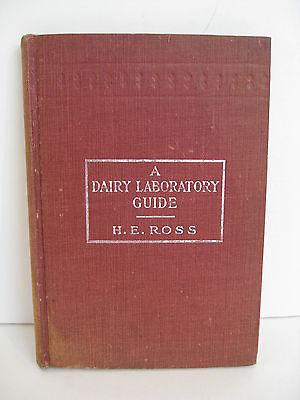 A
DAIRY LABORATORY
GUIDE
H. E. ROSS